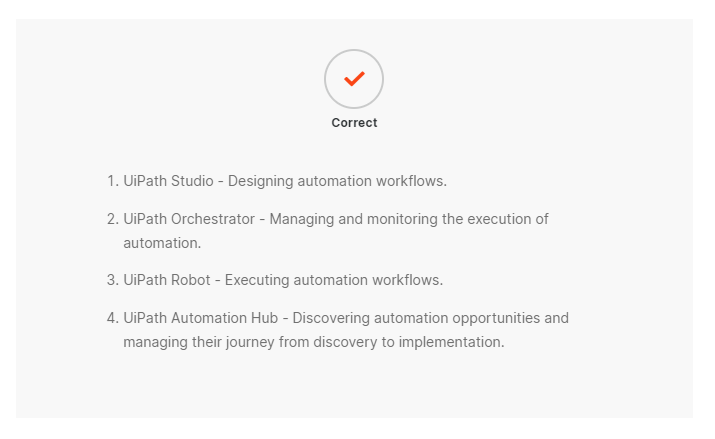 Correct
1. UiPath Studio - Designing automation workflows.
2. UiPath Orchestrator - Managing and monitoring the execution of
automation.
3. UiPath Robot - Executing automation workflows.
4. UiPath Automation Hub - Discovering automation opportunities and
managing their journey from discovery to implementation.